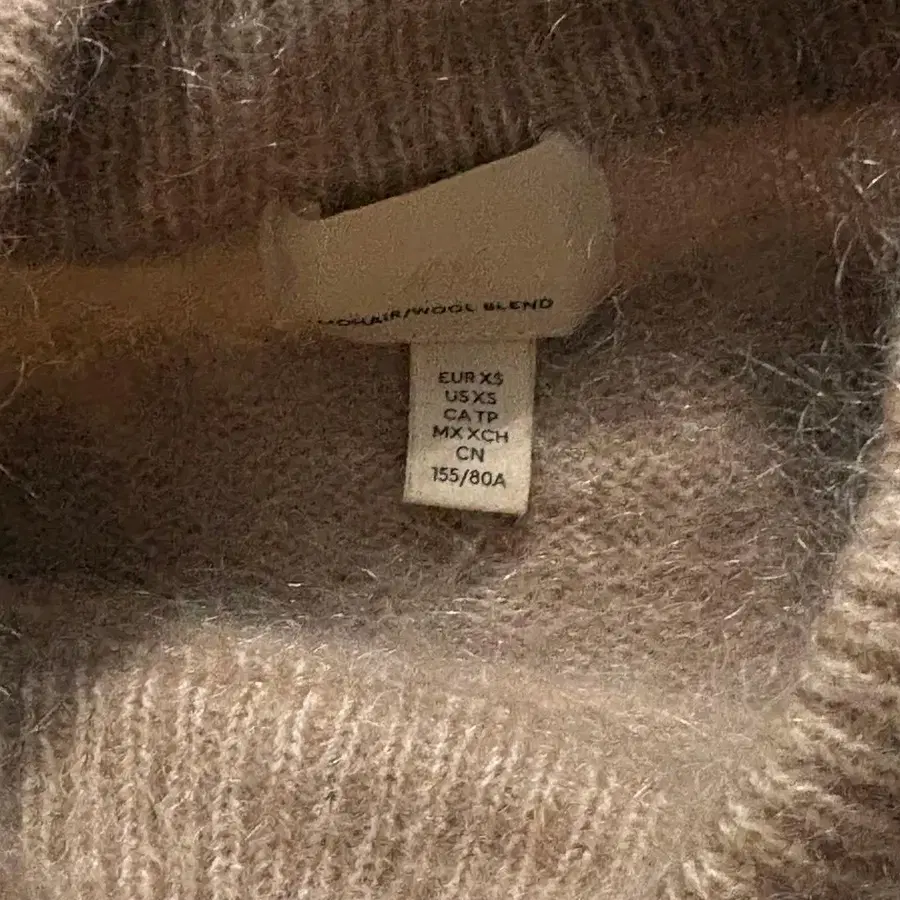 MOHAIR/WOOL BLEND
EUR XS
US XS
CA TP
MX XCH
CN
155/80A